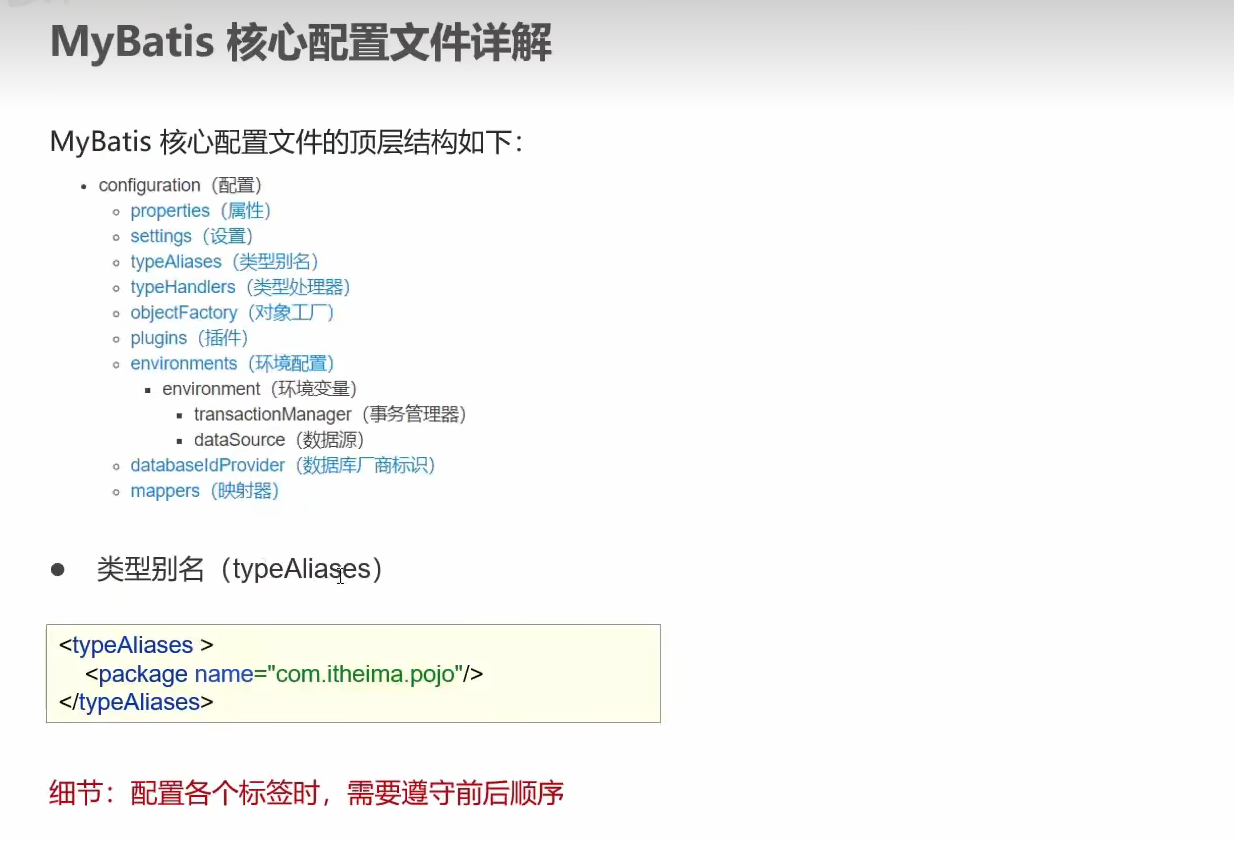 MyBatis 核心配置文件详解
MyBatis 核心配置文件的顶层结构如下：
configuration（配置）
properties（属性）
settings（设置）
typeAliases（类型别名）
typeHandlers（类型处理器）
objectFactory（对象工厂）
plugins（插件）
environments（环境配置）
environment（环境变量）
transactionManager（事务管理器）
dataSource（数据源）
databaseIdProvider（数据库厂商标识）
mappers（映射器）
类型别名（typeAliases）
<typeAliases >
<package name="com.itheima.pojo"/>
</typeAliases>
细节：配置各个标签时，需要遵守前后顺序